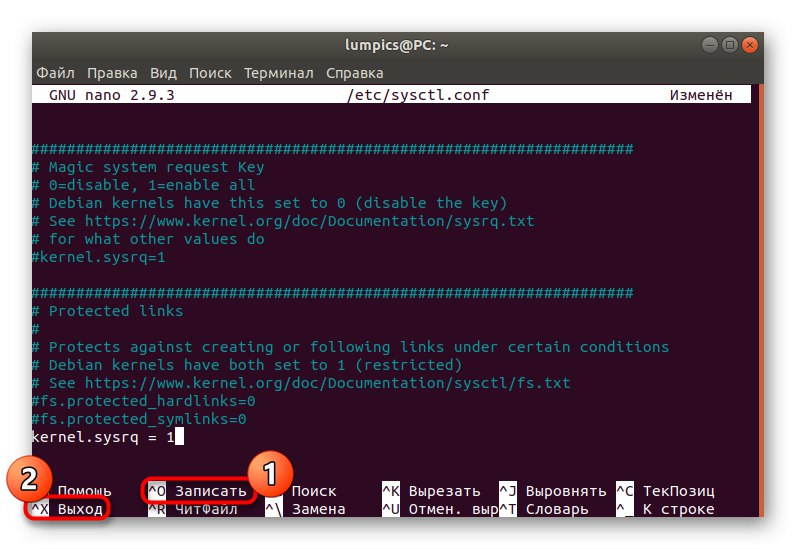 lumpics@PC: ~
Файл Правка Вид Поиск Терминал Справка
GNU nano 2.9.3 /etc/sysctl.conf Изменён
###################################################################
# Magic system request Key
# 0=disable, 1=enable all
# Debian kernels have this set to 0 (disable the key)
# See https://www.kernel.org/doc/Documentation/sysrq.txt
# for what other values do
#kernel.sysrq=1
###################################################################
# Protected links
#
# Protects against creating or following links under certain conditions
# Debian kernels have both set to 1 (restricted)
# See https://www.kernel.org/doc/Documentation/sysctl/fs.txt
#fs.protected_hardlinks=0
#fs.protected_symlinks=0
kernel.sysrq = 1
2 Помощь ^O Записать 1 Поиск ^K Вырезать ^J Выровнять ^C ТекПозиц
^X Выход ^R ЧитФайл ^\ Замена ^U Отмен. выр^T Словарь ^_ К строке